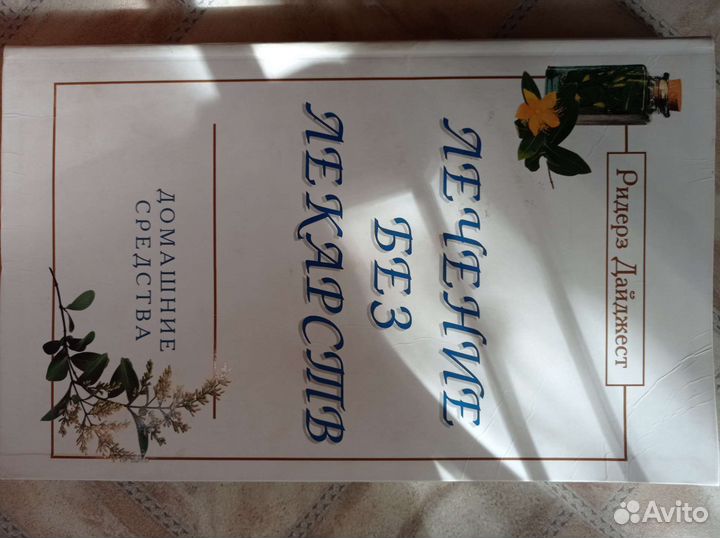 Ридерз Дайджест
ЛЕЧЕНИЕ
БЕЗ
ЛЕКАРСТВ
ДОМАШНИЕ
СРЕДСТВА
Avito